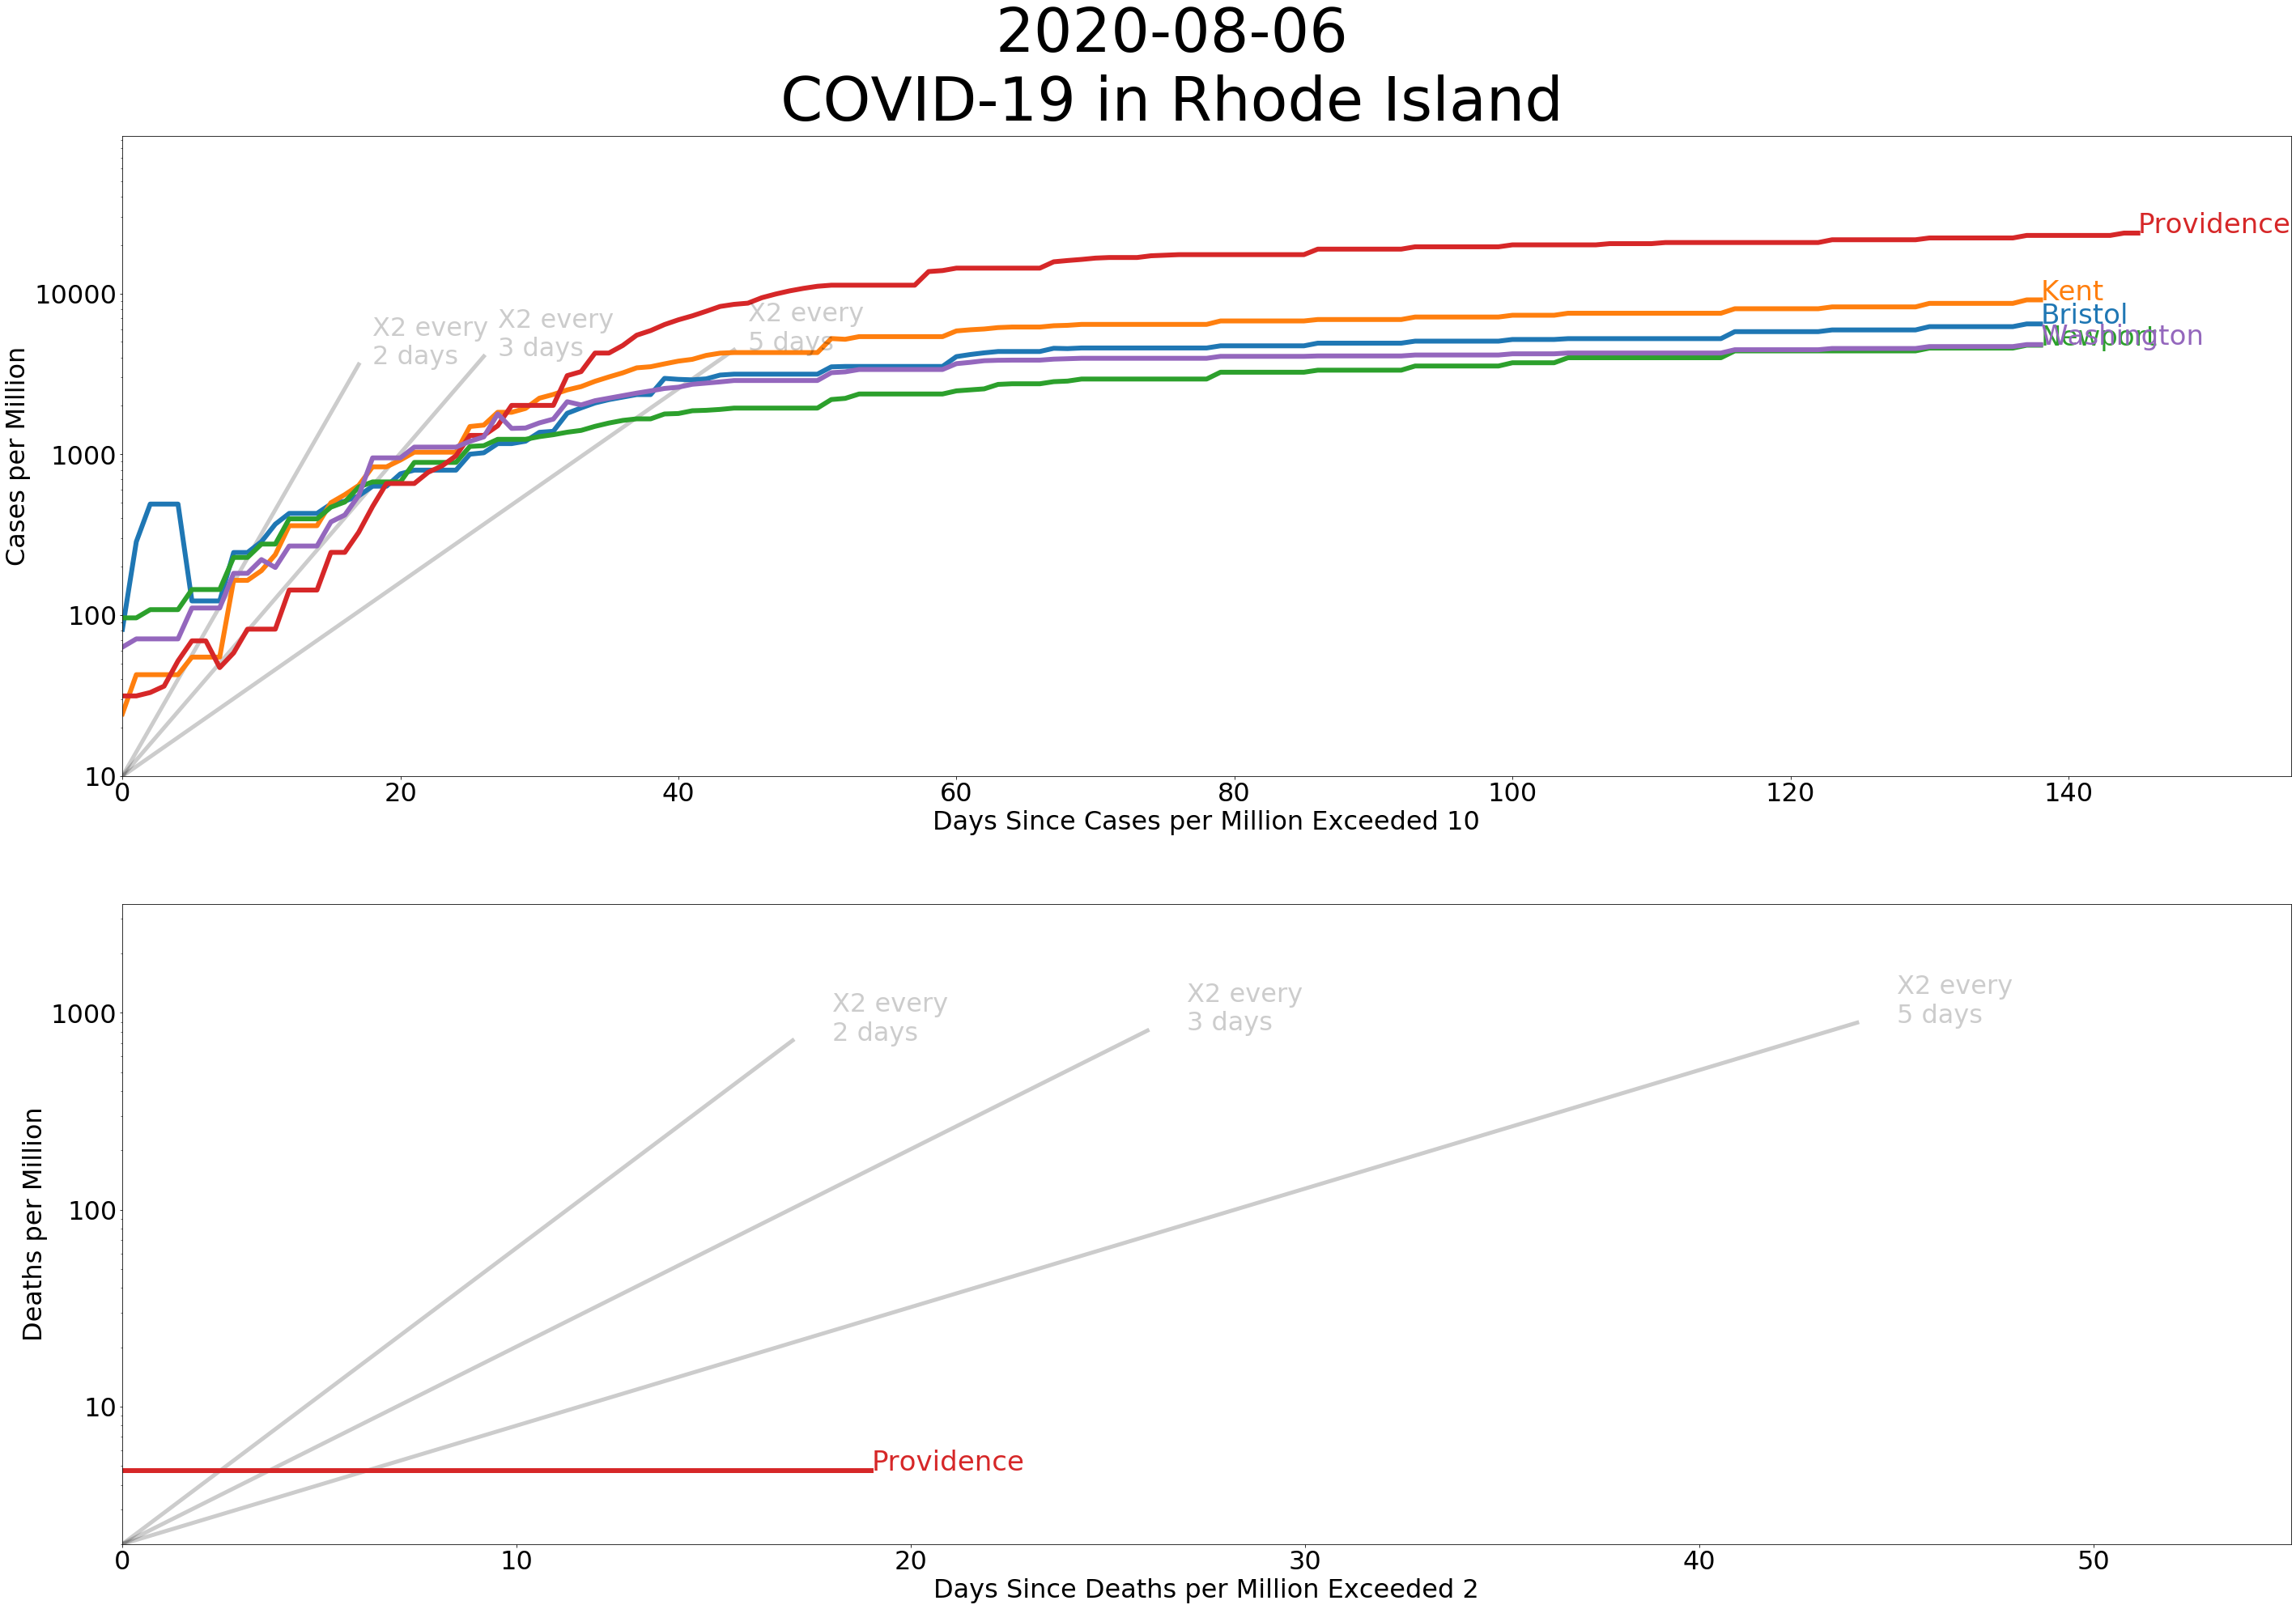 2020-08-06
COVID-19 in Rhode Island
Cases per Million
10000
1000
100
10
X2 every
2 days
X2 every
3 days
X2 every
5 days
Providence
Kent
Bristol
Washington
Newport
0 20 40 60 80 100 120 140
Days Since Cases per Million Exceeded 10
Deaths per Million
1000
100
10
X2 every
2 days
X2 every
3 days
X2 every
5 days
Providence
0 10 20 30 40 50
Days Since Deaths per Million Exceeded 2